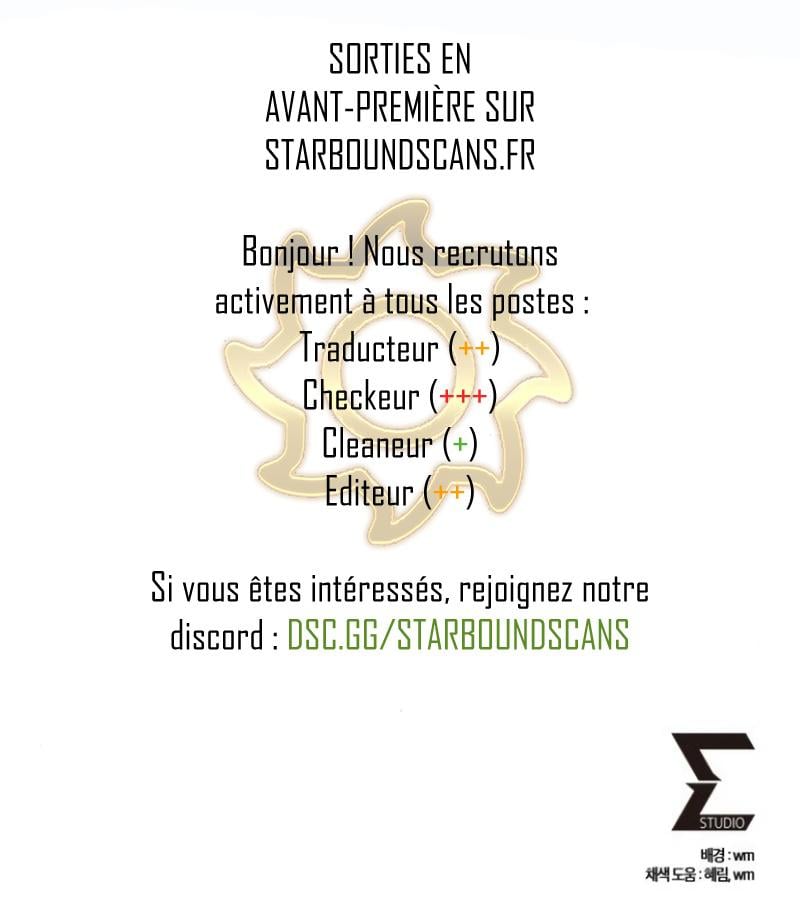 SORTIES EN
AVANT-PREMIÈRE SUR
STARBOUNDSCANS.FR
Bonjour ! Nous recrutons
activement à tous les postes :
Traducteur (++)
Checkeur (+++)
Cleaneur (+)
Editeur (++)
Si vous êtes intéressés, rejoignez notre
discord : DSC.GG/STARBOUNDSCANS
STUDIO
배경 : wm
채색 도움 : 혜림, wm